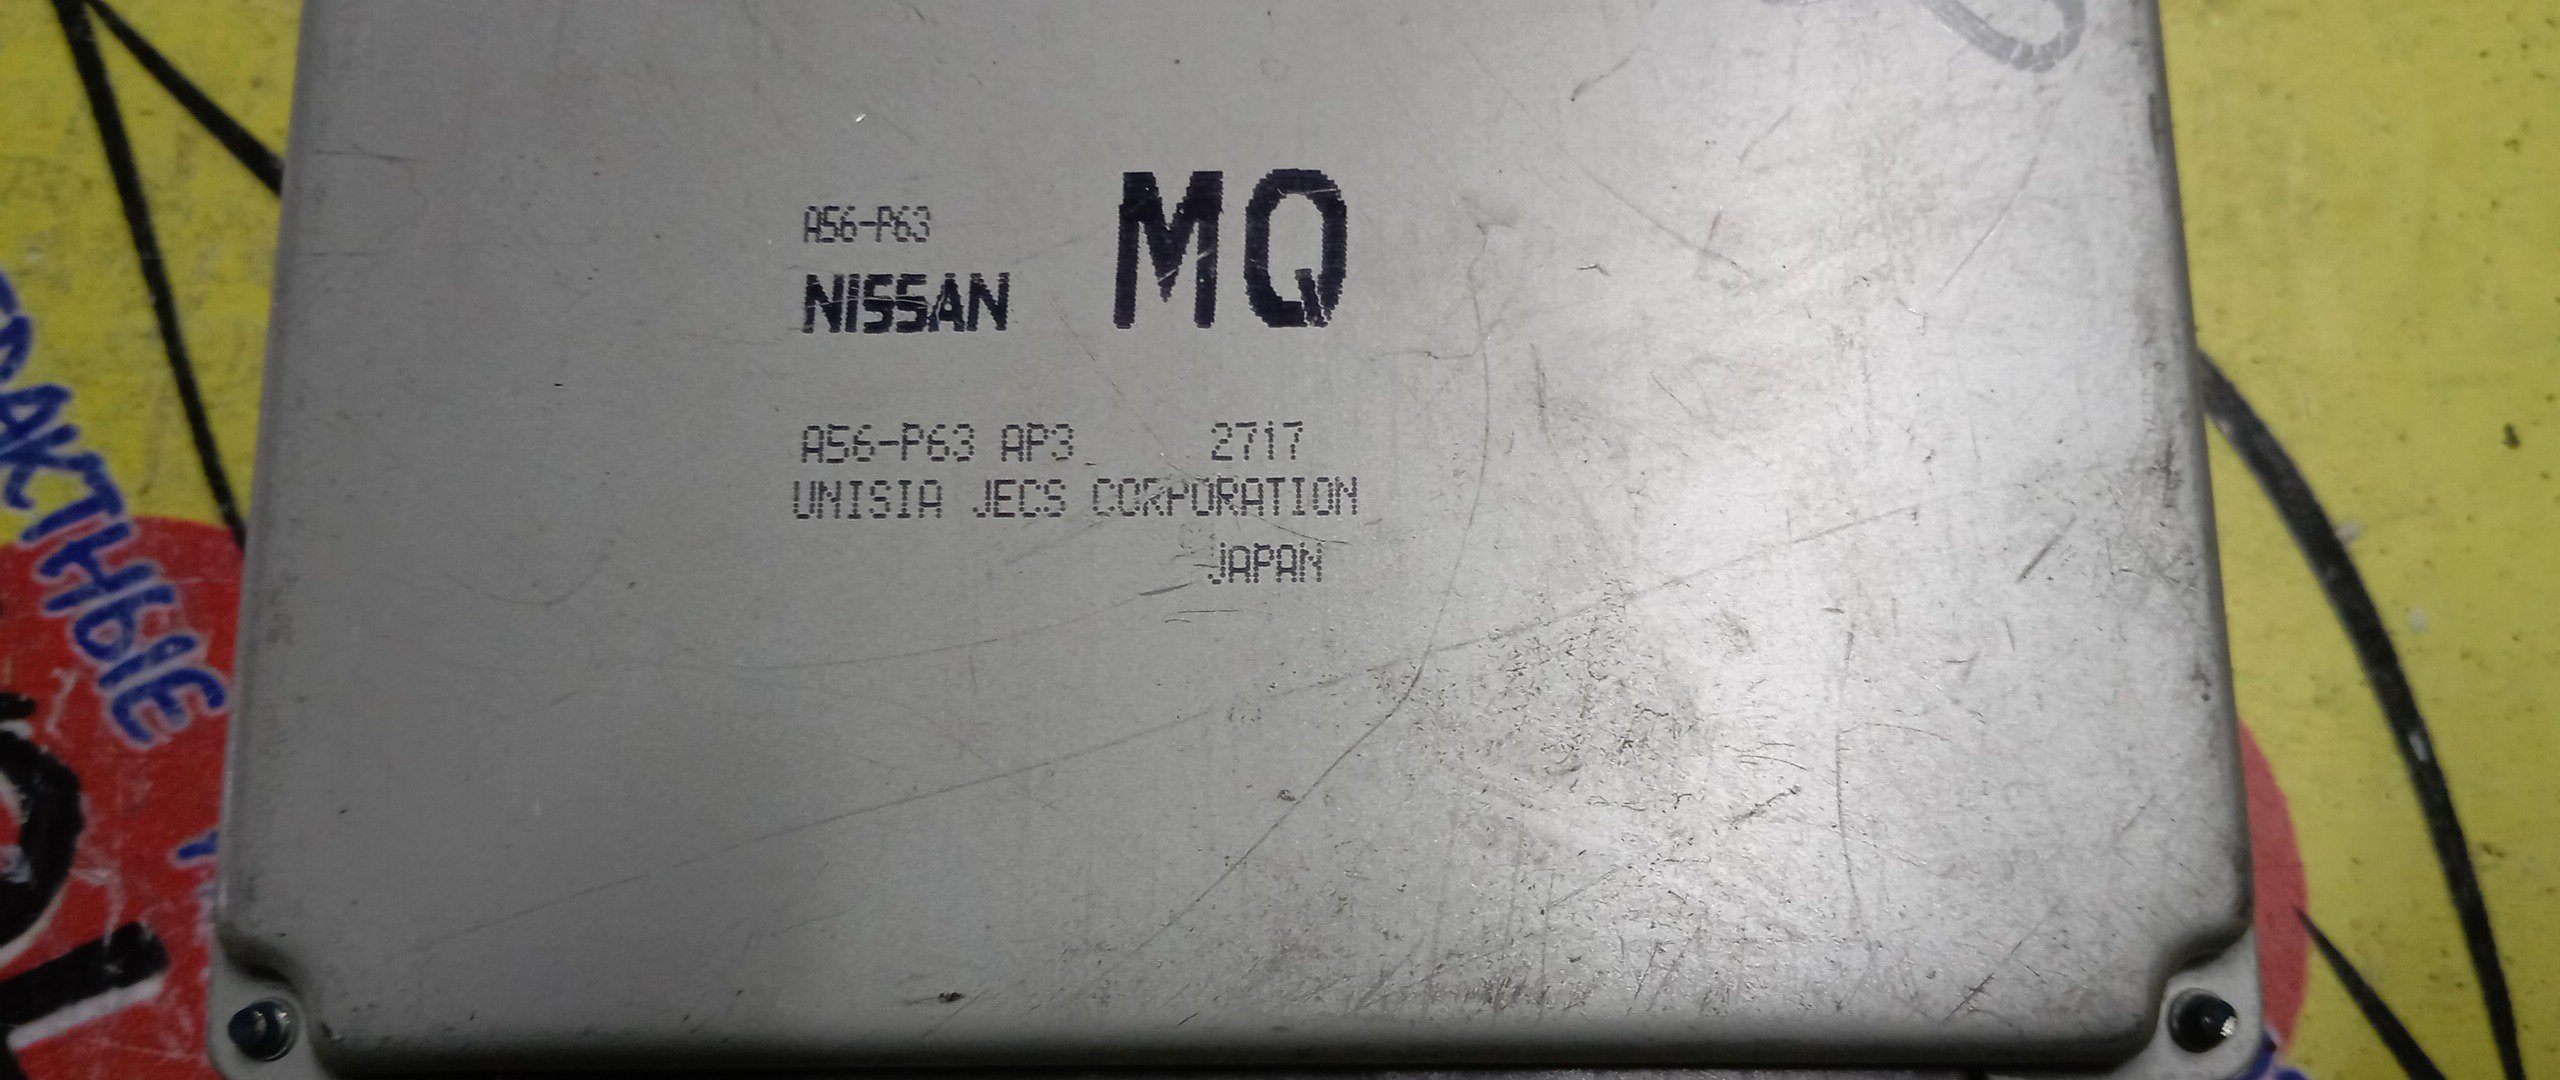 A56-P63
NISSAN MQ
A56-P63 AP3 2717
UNISIA JECS CORPORATION
JAPAN